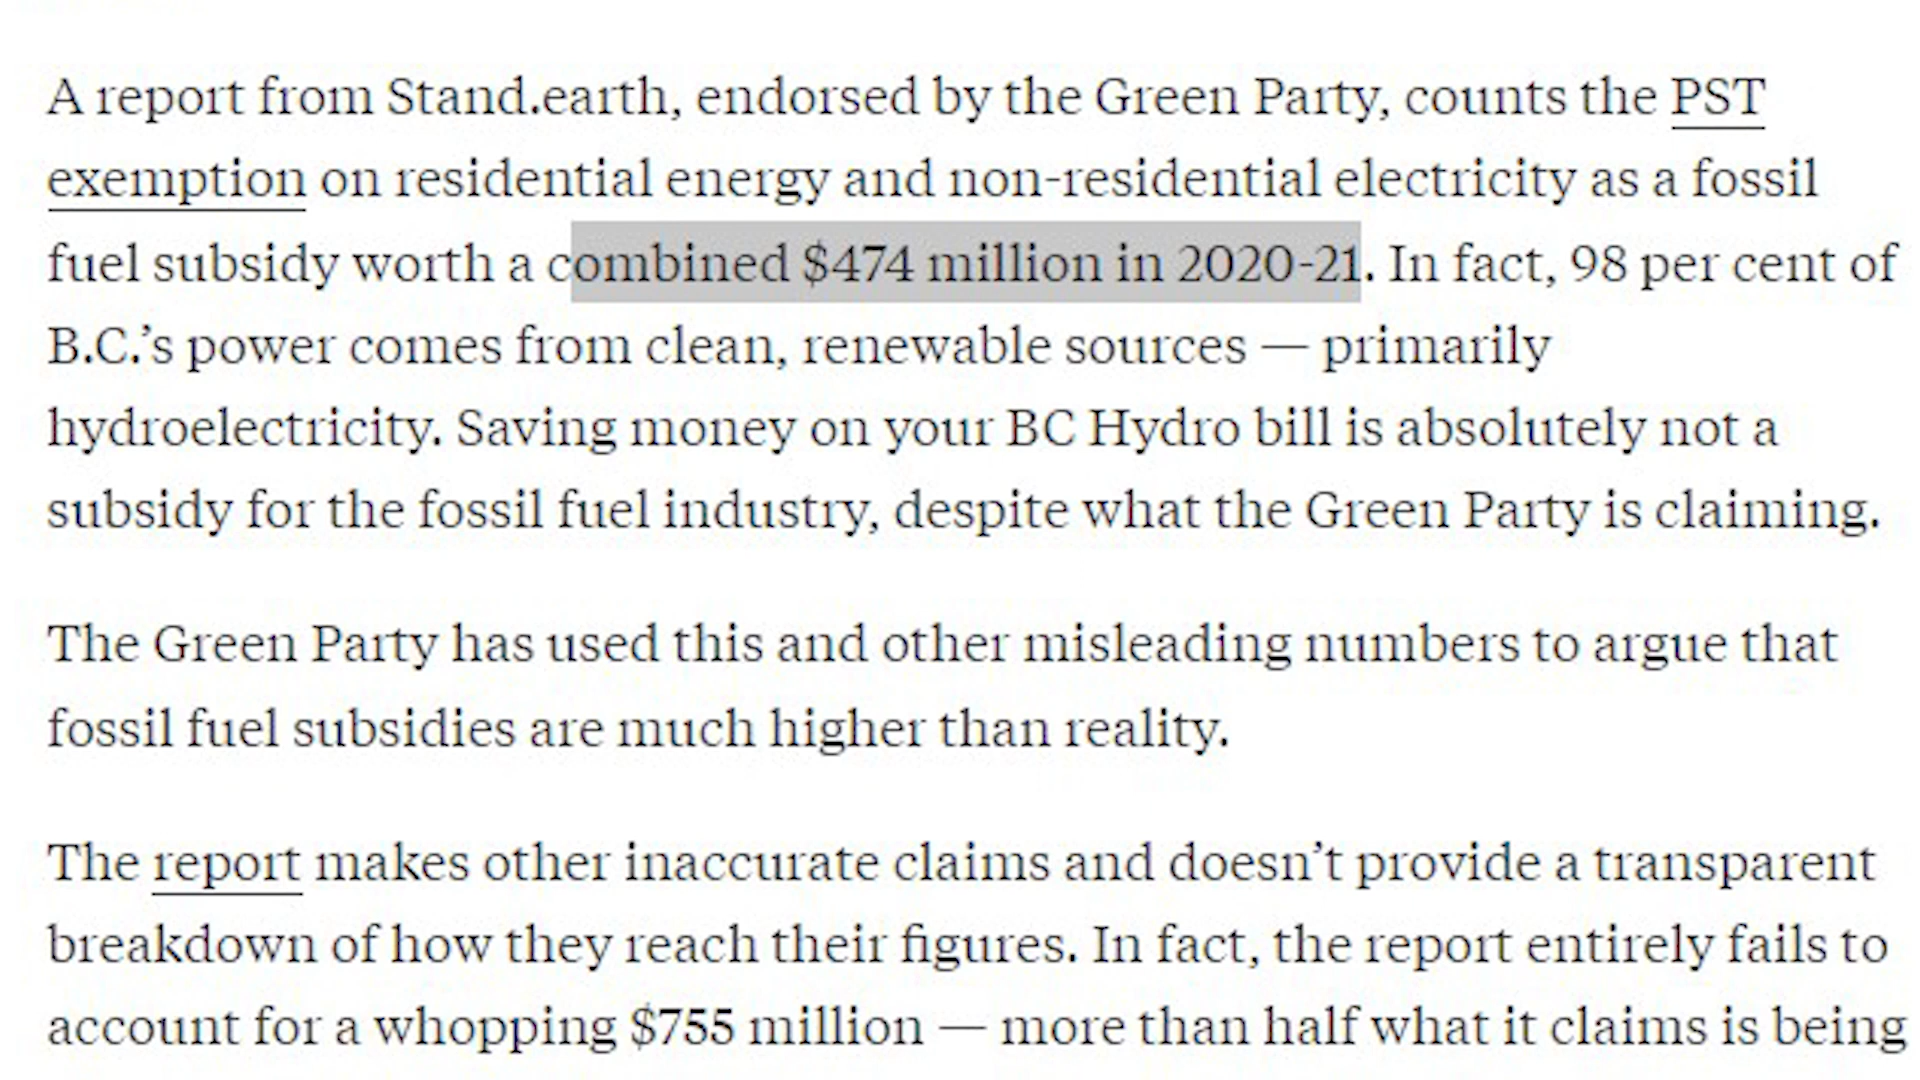 A report from Stand.earth, endorsed by the Green Party, counts the PST
exemption on residential energy and non-residential electricity as a fossil
fuel subsidy worth a combined $474 million in 2020-21. In fact, 98 per cent of
B.C.’s power comes from clean, renewable sources — primarily
hydroelectricity. Saving money on your BC Hydro bill is absolutely not a
subsidy for the fossil fuel industry, despite what the Green Party is claiming.
The Green Party has used this and other misleading numbers to argue that
fossil fuel subsidies are much higher than reality.
The report makes other inaccurate claims and doesn’t provide a transparent
breakdown of how they reach their figures. In fact, the report entirely fails to
account for a whopping $755 million — more than half what it claims is being